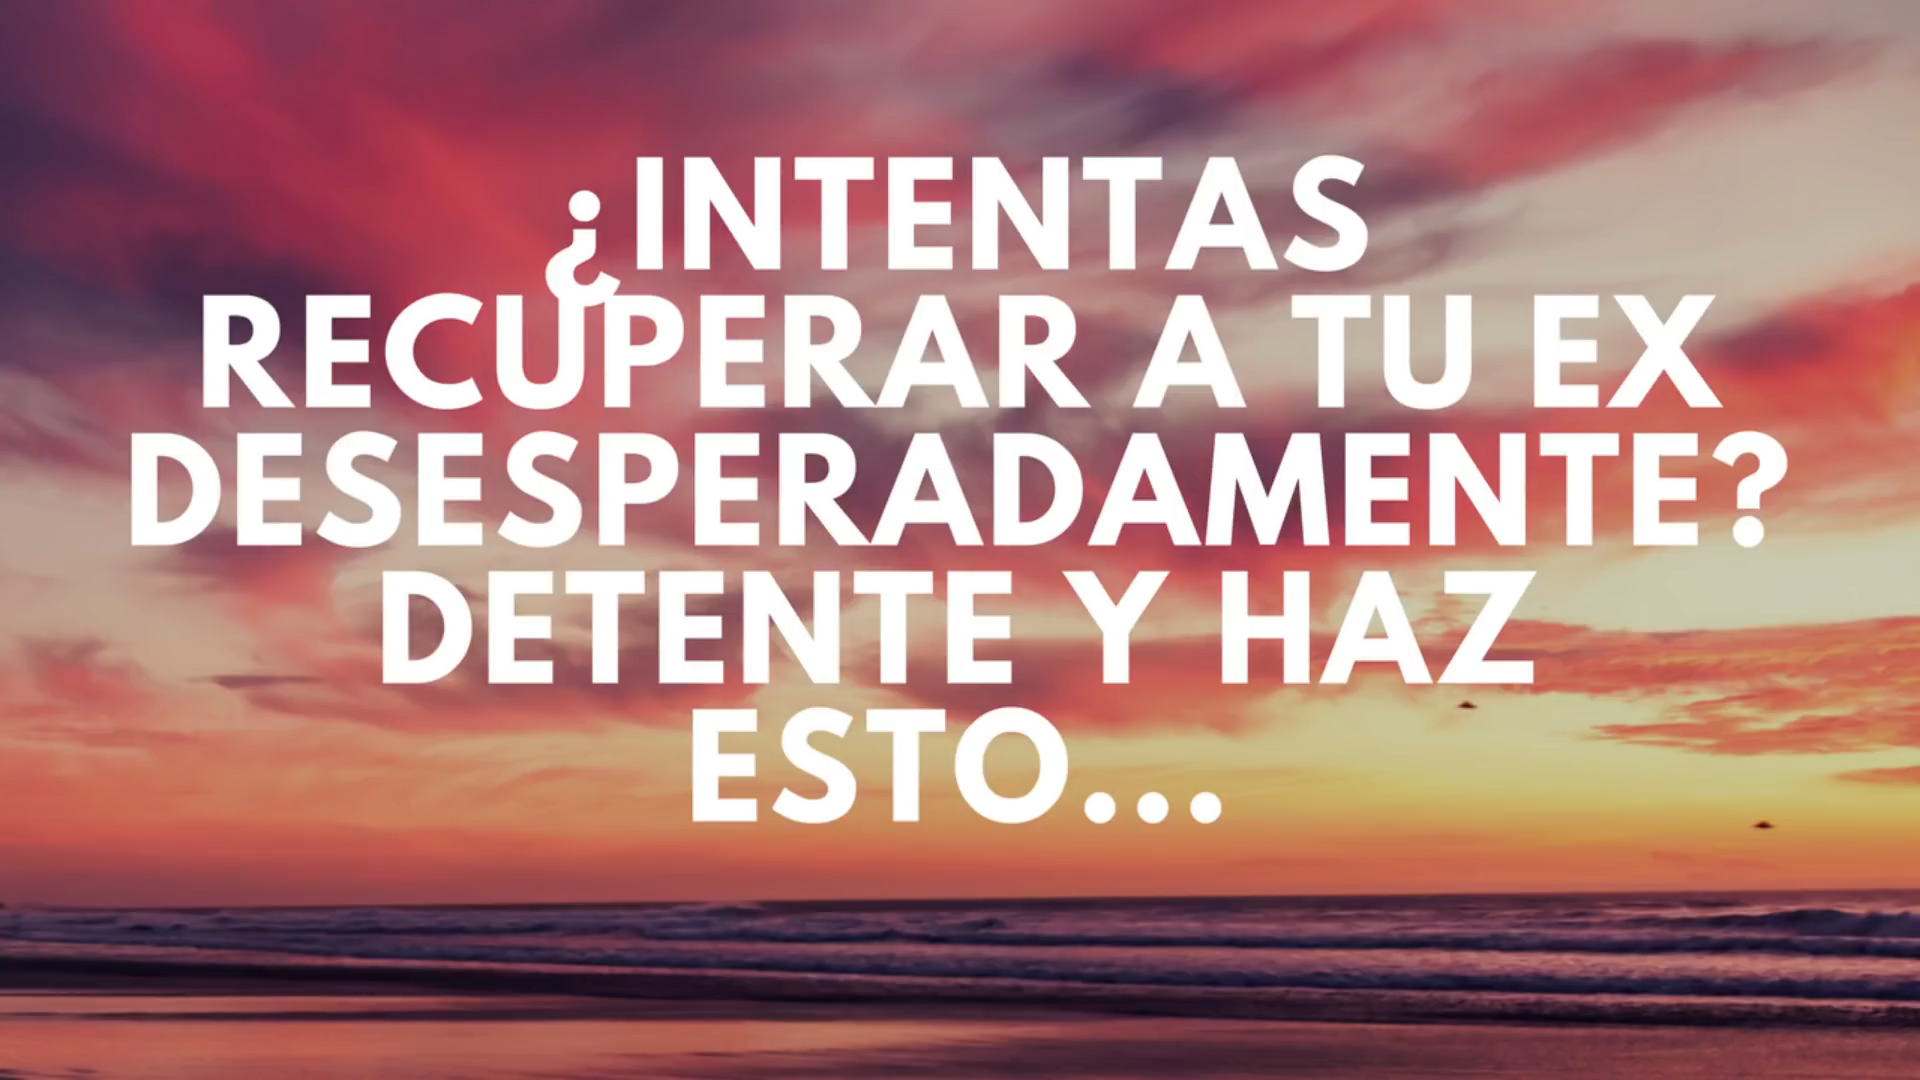 ¿INTENTAS
RECUPERAR A TU EX
DESESPERADAMENTE?
DETENTE Y HAZ
ESTO...